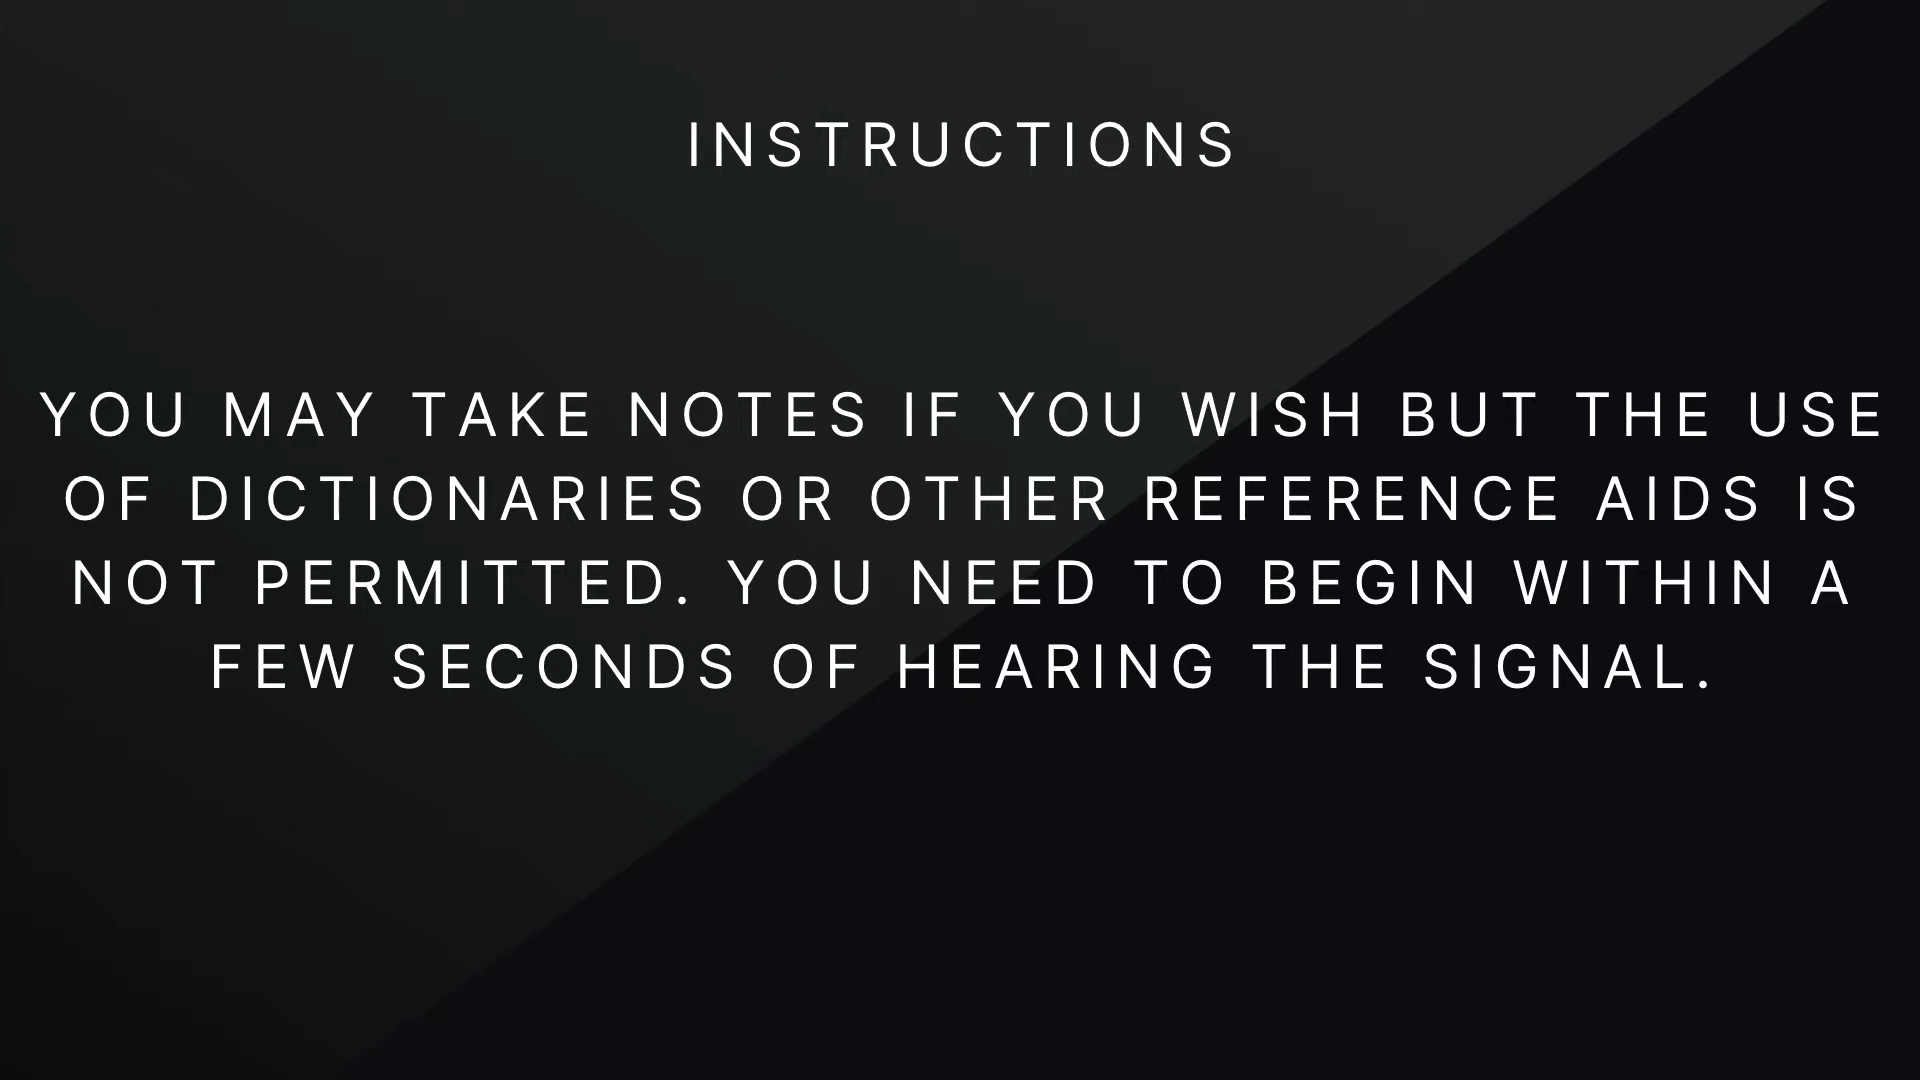 INSTRUCTIONS
YOU MAY TAKE NOTES IF YOU WISH BUT THE USE
OF DICTIONARIES OR OTHER REFERENCE AIDS IS
NOT PERMITTED. YOU NEED TO BEGIN WITHIN A
FEW SECONDS OF HEARING THE SIGNAL.